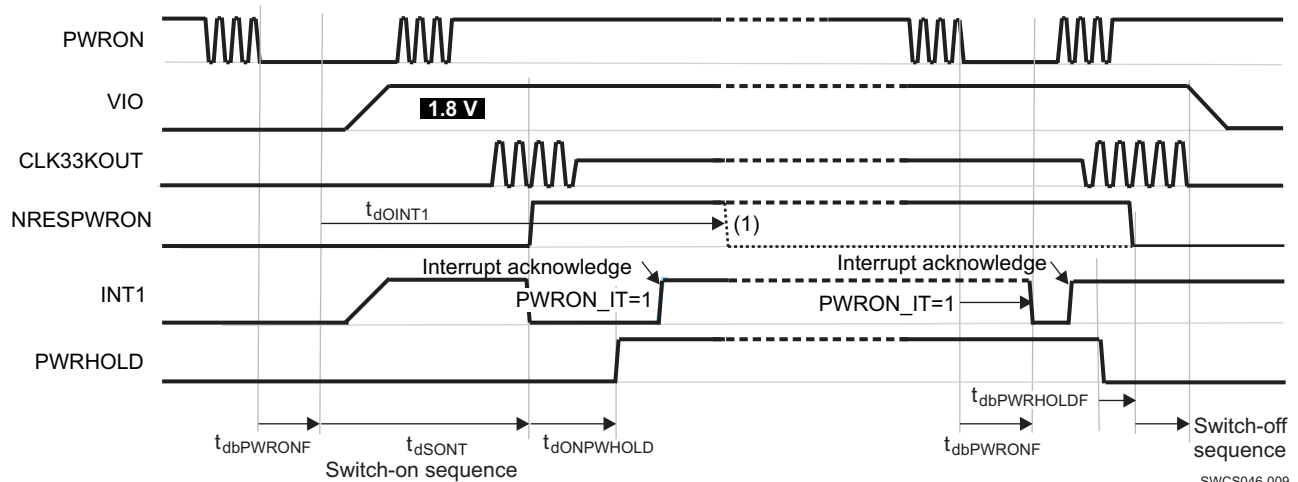 PWRON
VIO
1.8 V
CLK33KOUT
NRESPWRON
tdOINT1
(1)
Interrupt acknowledge
Interrupt acknowledge
INT1
PWRON_IT=1
PWRON_IT=1
PWRHOLD
tdbPWRHOLDF
tdbPWRONF
tdSONT
tdONPWHOLD
tdbPWRONF
Switch-off
sequence
Switch-on sequence
SWCS046 009